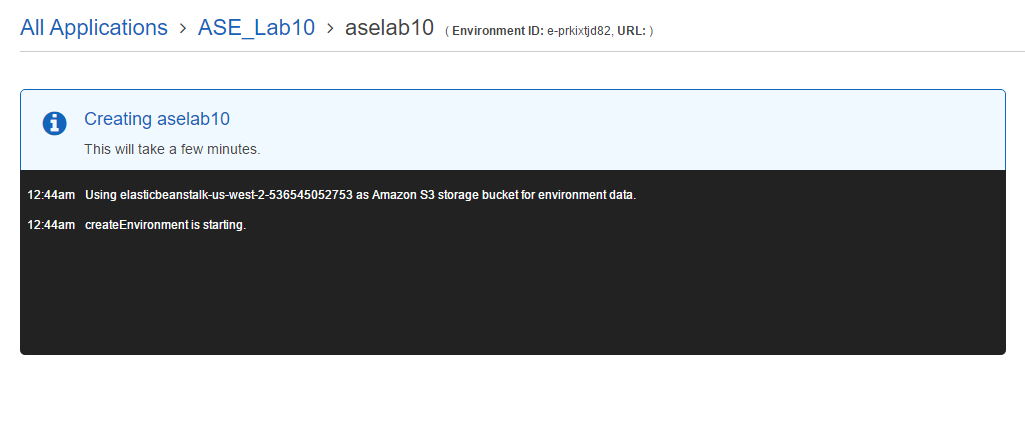 All Applications > ASE_Lab10 > aselab10 ( Environment ID: e-prkixtjd82, URL: )
Creating aselab10
This will take a few minutes.
12:44am Using elasticbeanstalk-us-west-2-536545052753 as Amazon S3 storage bucket for environment data.
12:44am createEnvironment is starting.